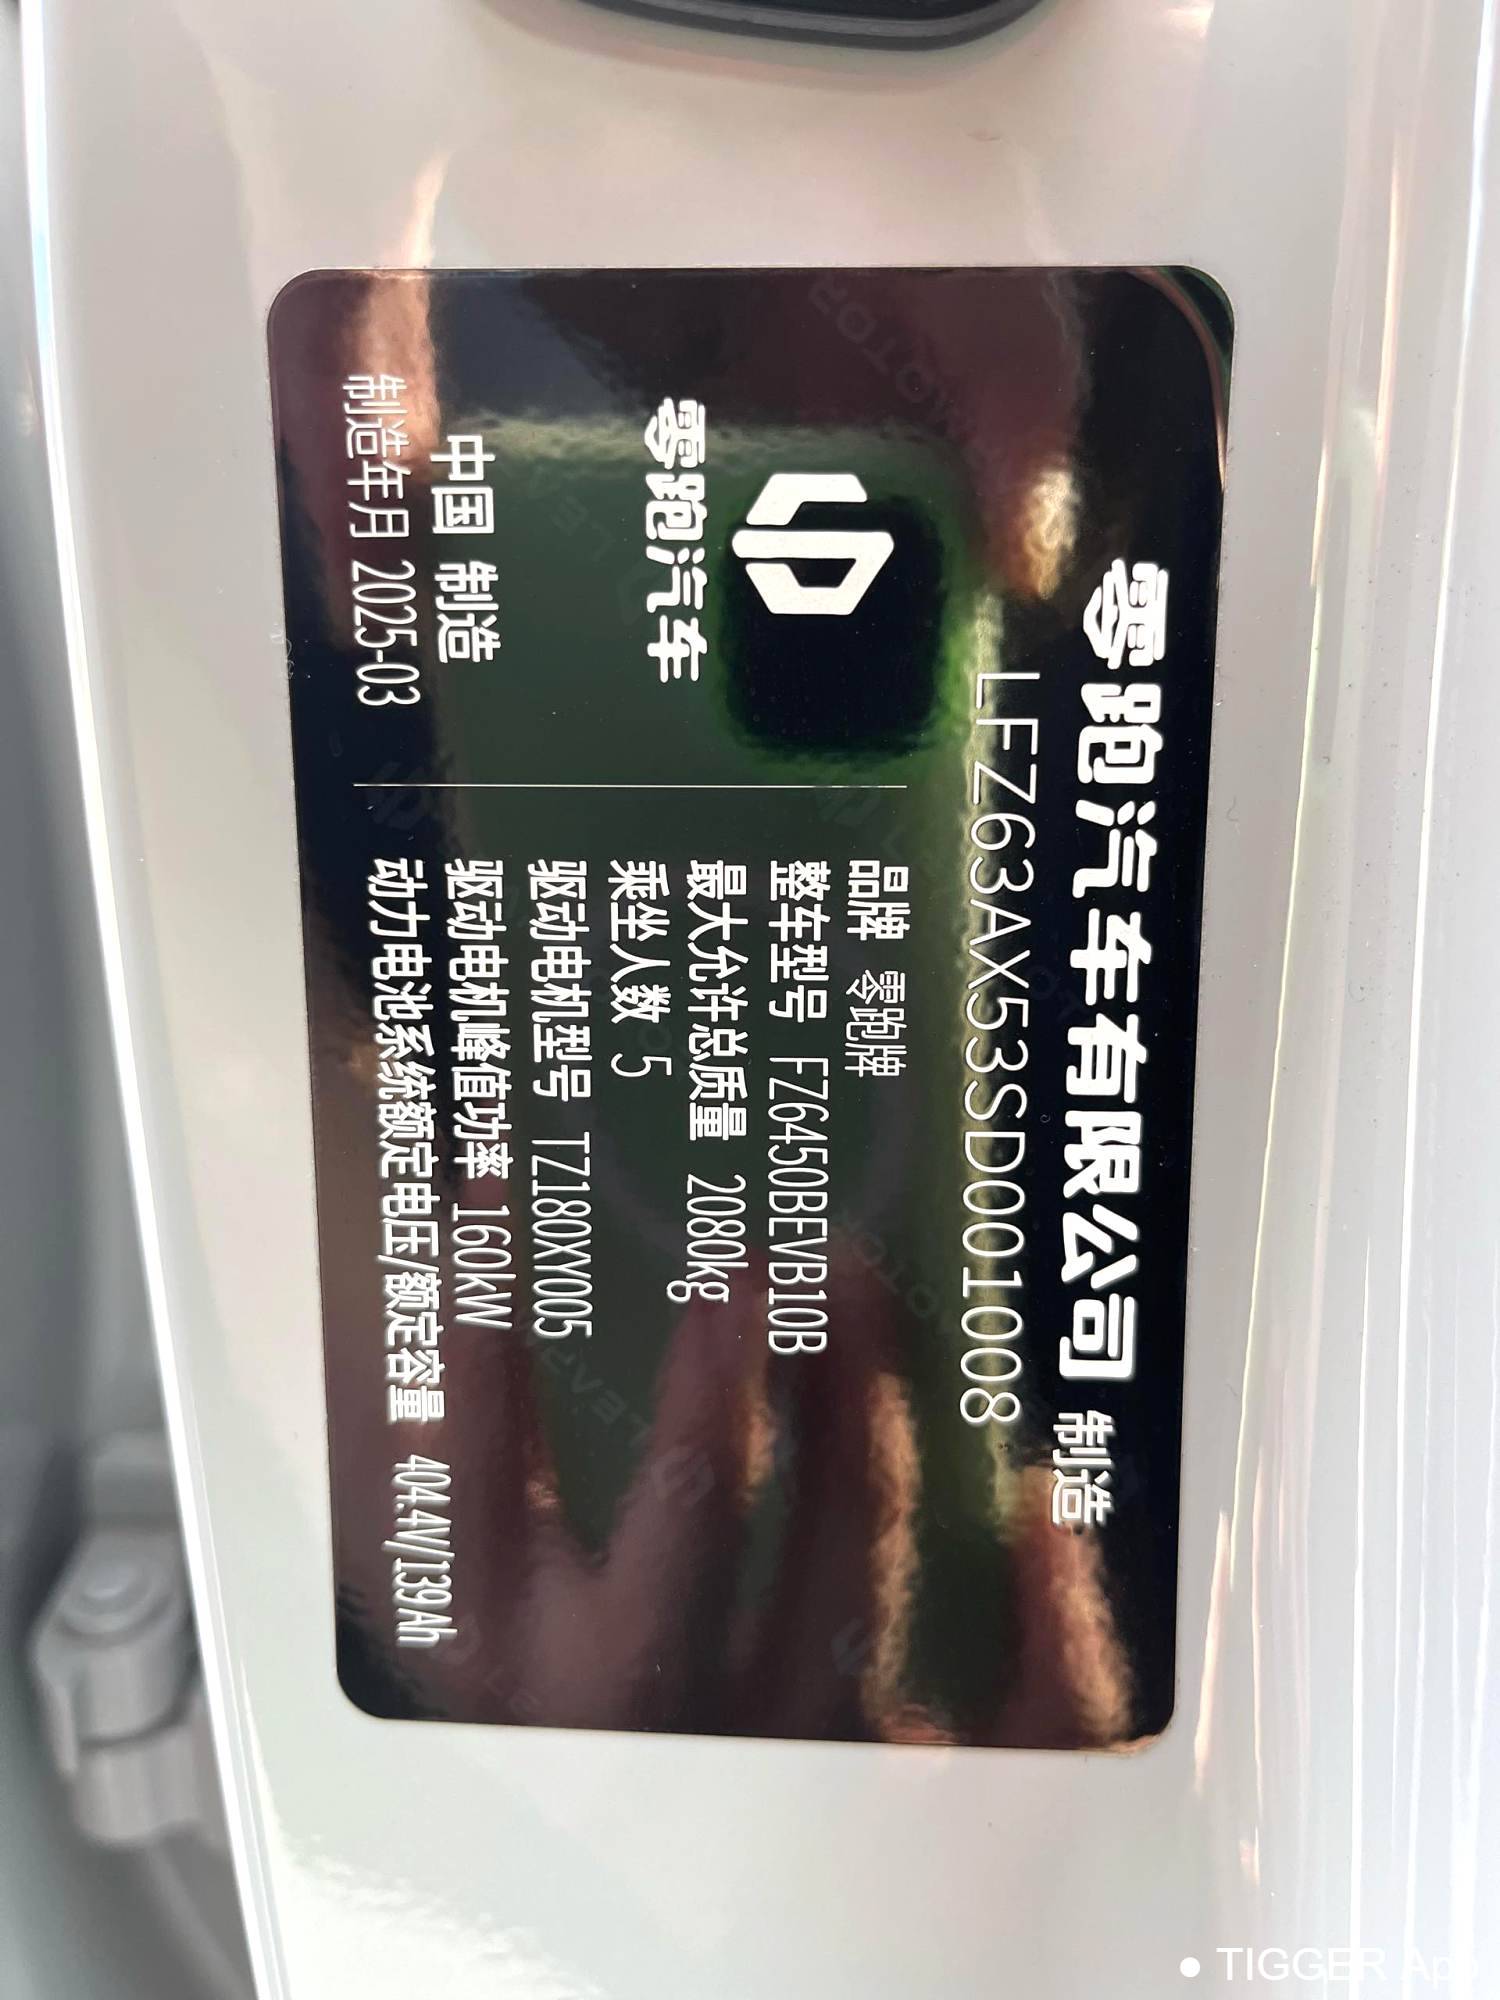 零跑汽车有限公司 制造
LFZ63AX53SD001008
零跑汽车
中国 制造
制造年月 2025-03
品牌 零跑牌
整车型号 FZ6450BEVB10B
最大允许总质量 2080kg
乘坐人数 5
驱动电机型号 TZ180XY005
驱动电机峰值功率 160kW
动力电池系统额定电压/额定容量 404.4V/139Ah
TIGGER App